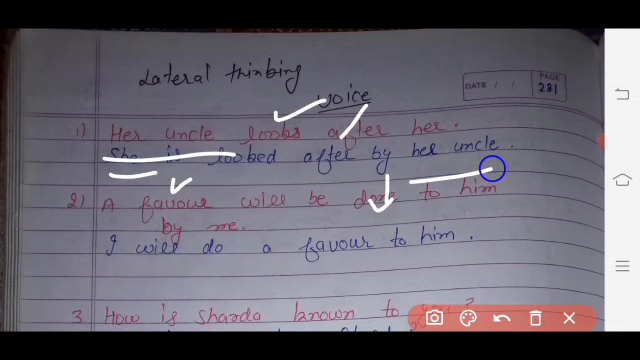 Lateral thinking
voice
DATE / /
PAGE 281
1) Her uncle looks after her.
She is looked after by her uncle.
2) A favour will be done to him
by me.
I will do a favour to him.
3 How is Sharda known to you?